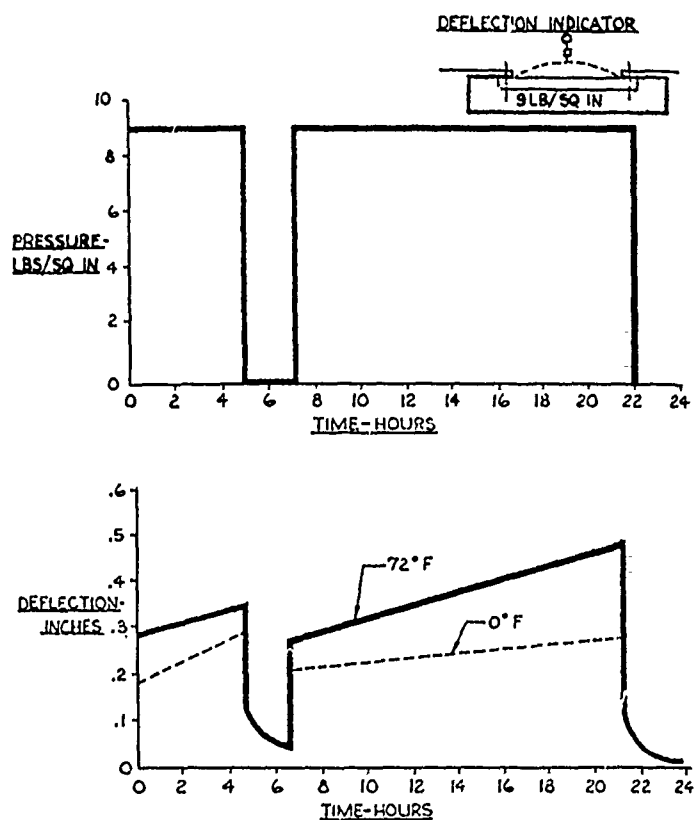 DEFLECTION INDICATOR
9 LB/SQ IN
10
8
6
4
2
0
PRESSURE-
LBS/SQ IN
0 2 4 6 8 10 12 14 16 18 20 22 24
TIME-HOURS
.6
.5
.4
.3
.2
.1
0
DEFLECTION-
INCHES
72° F
0° F
0 2 4 6 8 10 12 14 16 18 20 22 24
TIME-HOURS